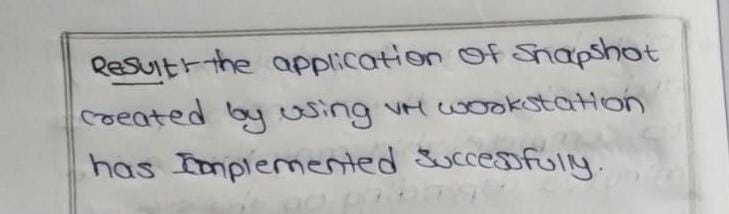 Result:- the application of Snapshot
created by using VM workstation
has Implemented Successfully.